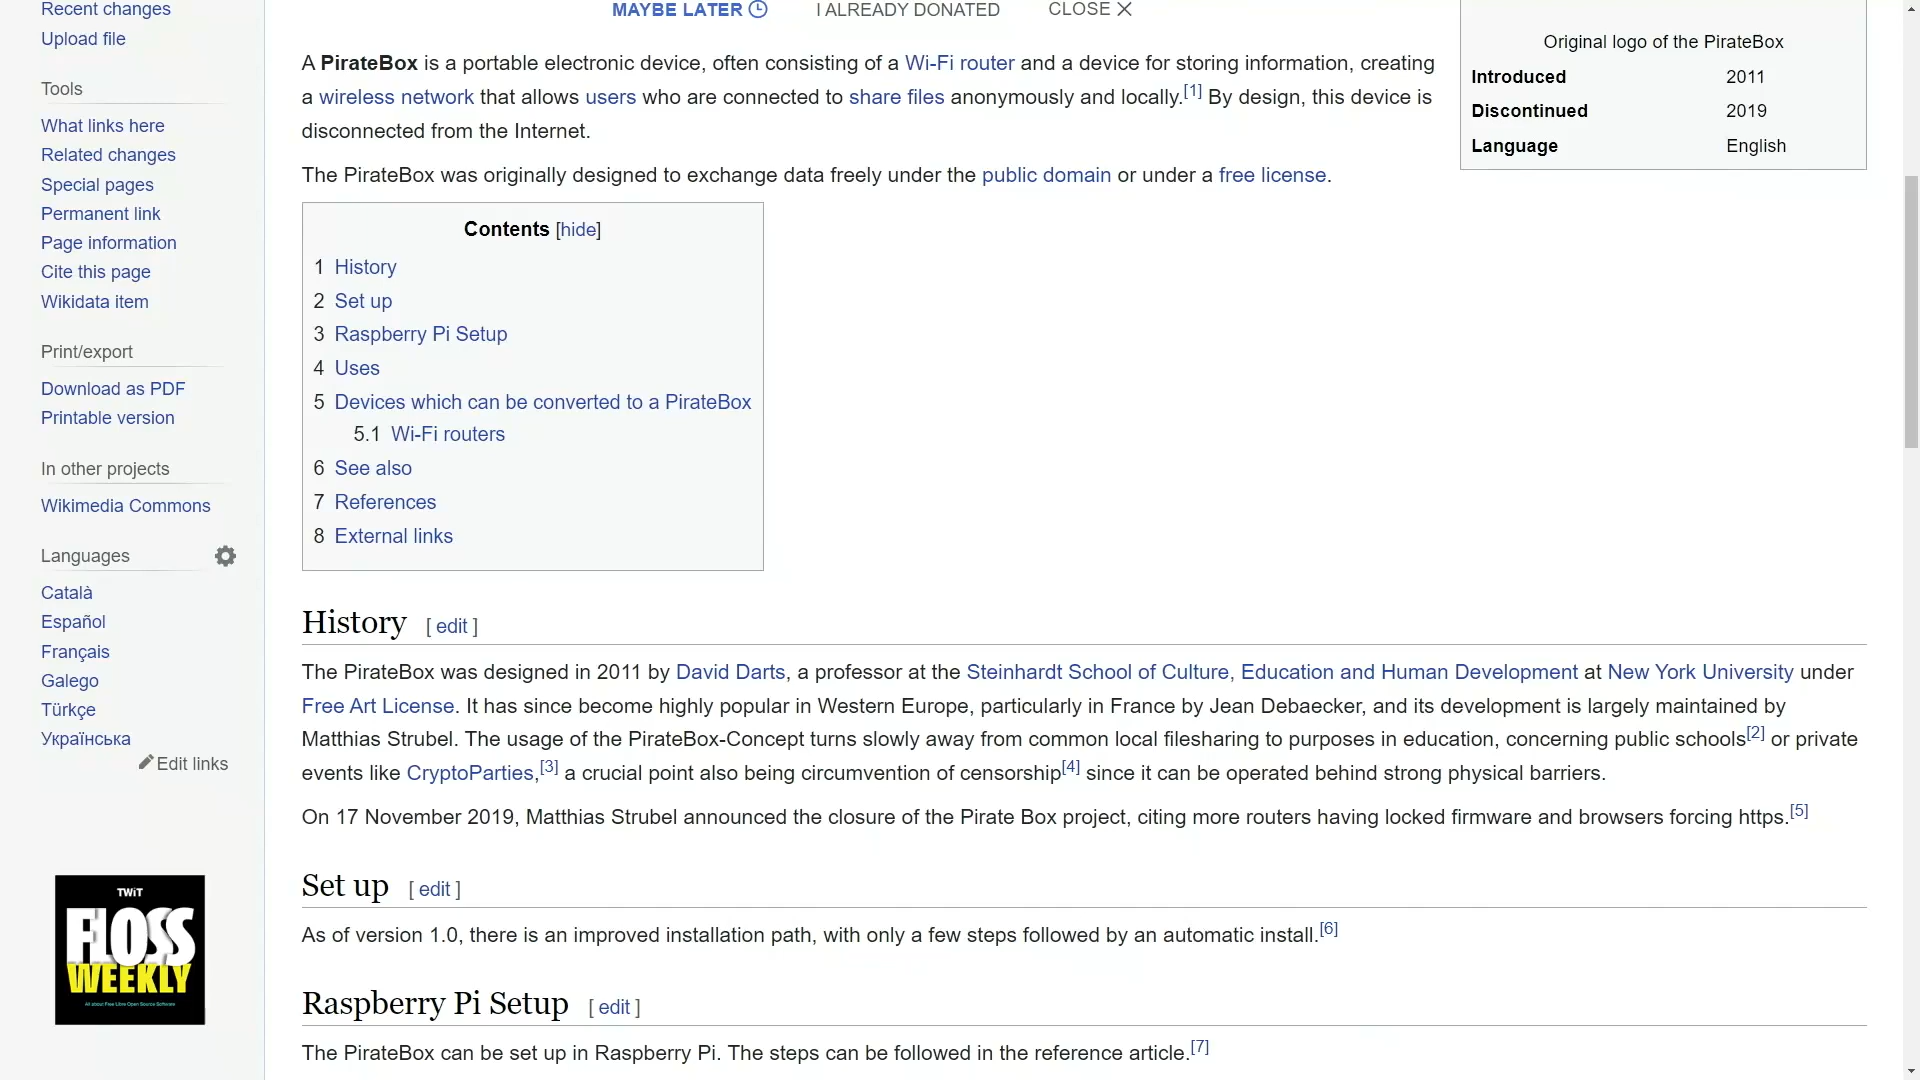 Recent changes
Upload file
Tools
What links here
Related changes
Special pages
Permanent link
Page information
Cite this page
Wikidata item
Print/export
Download as PDF
Printable version
In other projects
Wikimedia Commons
Languages
Català
Español
Français
Galego
Türkçe
Українська
Edit links
TWiT
FLOSS
WEEKLY
All about Free Libre Open Source Software
MAYBE LATER I ALREADY DONATED CLOSE
A PirateBox is a portable electronic device, often consisting of a Wi-Fi router and a device for storing information, creating
a wireless network that allows users who are connected to share files anonymously and locally.[1] By design, this device is
disconnected from the Internet.
The PirateBox was originally designed to exchange data freely under the public domain or under a free license.
Original logo of the PirateBox
Introduced 2011
Discontinued 2019
Language English
Contents [hide]
1 History
2 Set up
3 Raspberry Pi Setup
4 Uses
5 Devices which can be converted to a PirateBox
5.1 Wi-Fi routers
6 See also
7 References
8 External links
History [ edit ]
The PirateBox was designed in 2011 by David Darts, a professor at the Steinhardt School of Culture, Education and Human Development at New York University under
Free Art License. It has since become highly popular in Western Europe, particularly in France by Jean Debaecker, and its development is largely maintained by
Matthias Strubel. The usage of the PirateBox-Concept turns slowly away from common local filesharing to purposes in education, concerning public schools[2] or private
events like CryptoParties,[3] a crucial point also being circumvention of censorship[4] since it can be operated behind strong physical barriers.
On 17 November 2019, Matthias Strubel announced the closure of the Pirate Box project, citing more routers having locked firmware and browsers forcing https.[5]
Set up [ edit ]
As of version 1.0, there is an improved installation path, with only a few steps followed by an automatic install.[6]
Raspberry Pi Setup [ edit ]
The PirateBox can be set up in Raspberry Pi. The steps can be followed in the reference article.[7]